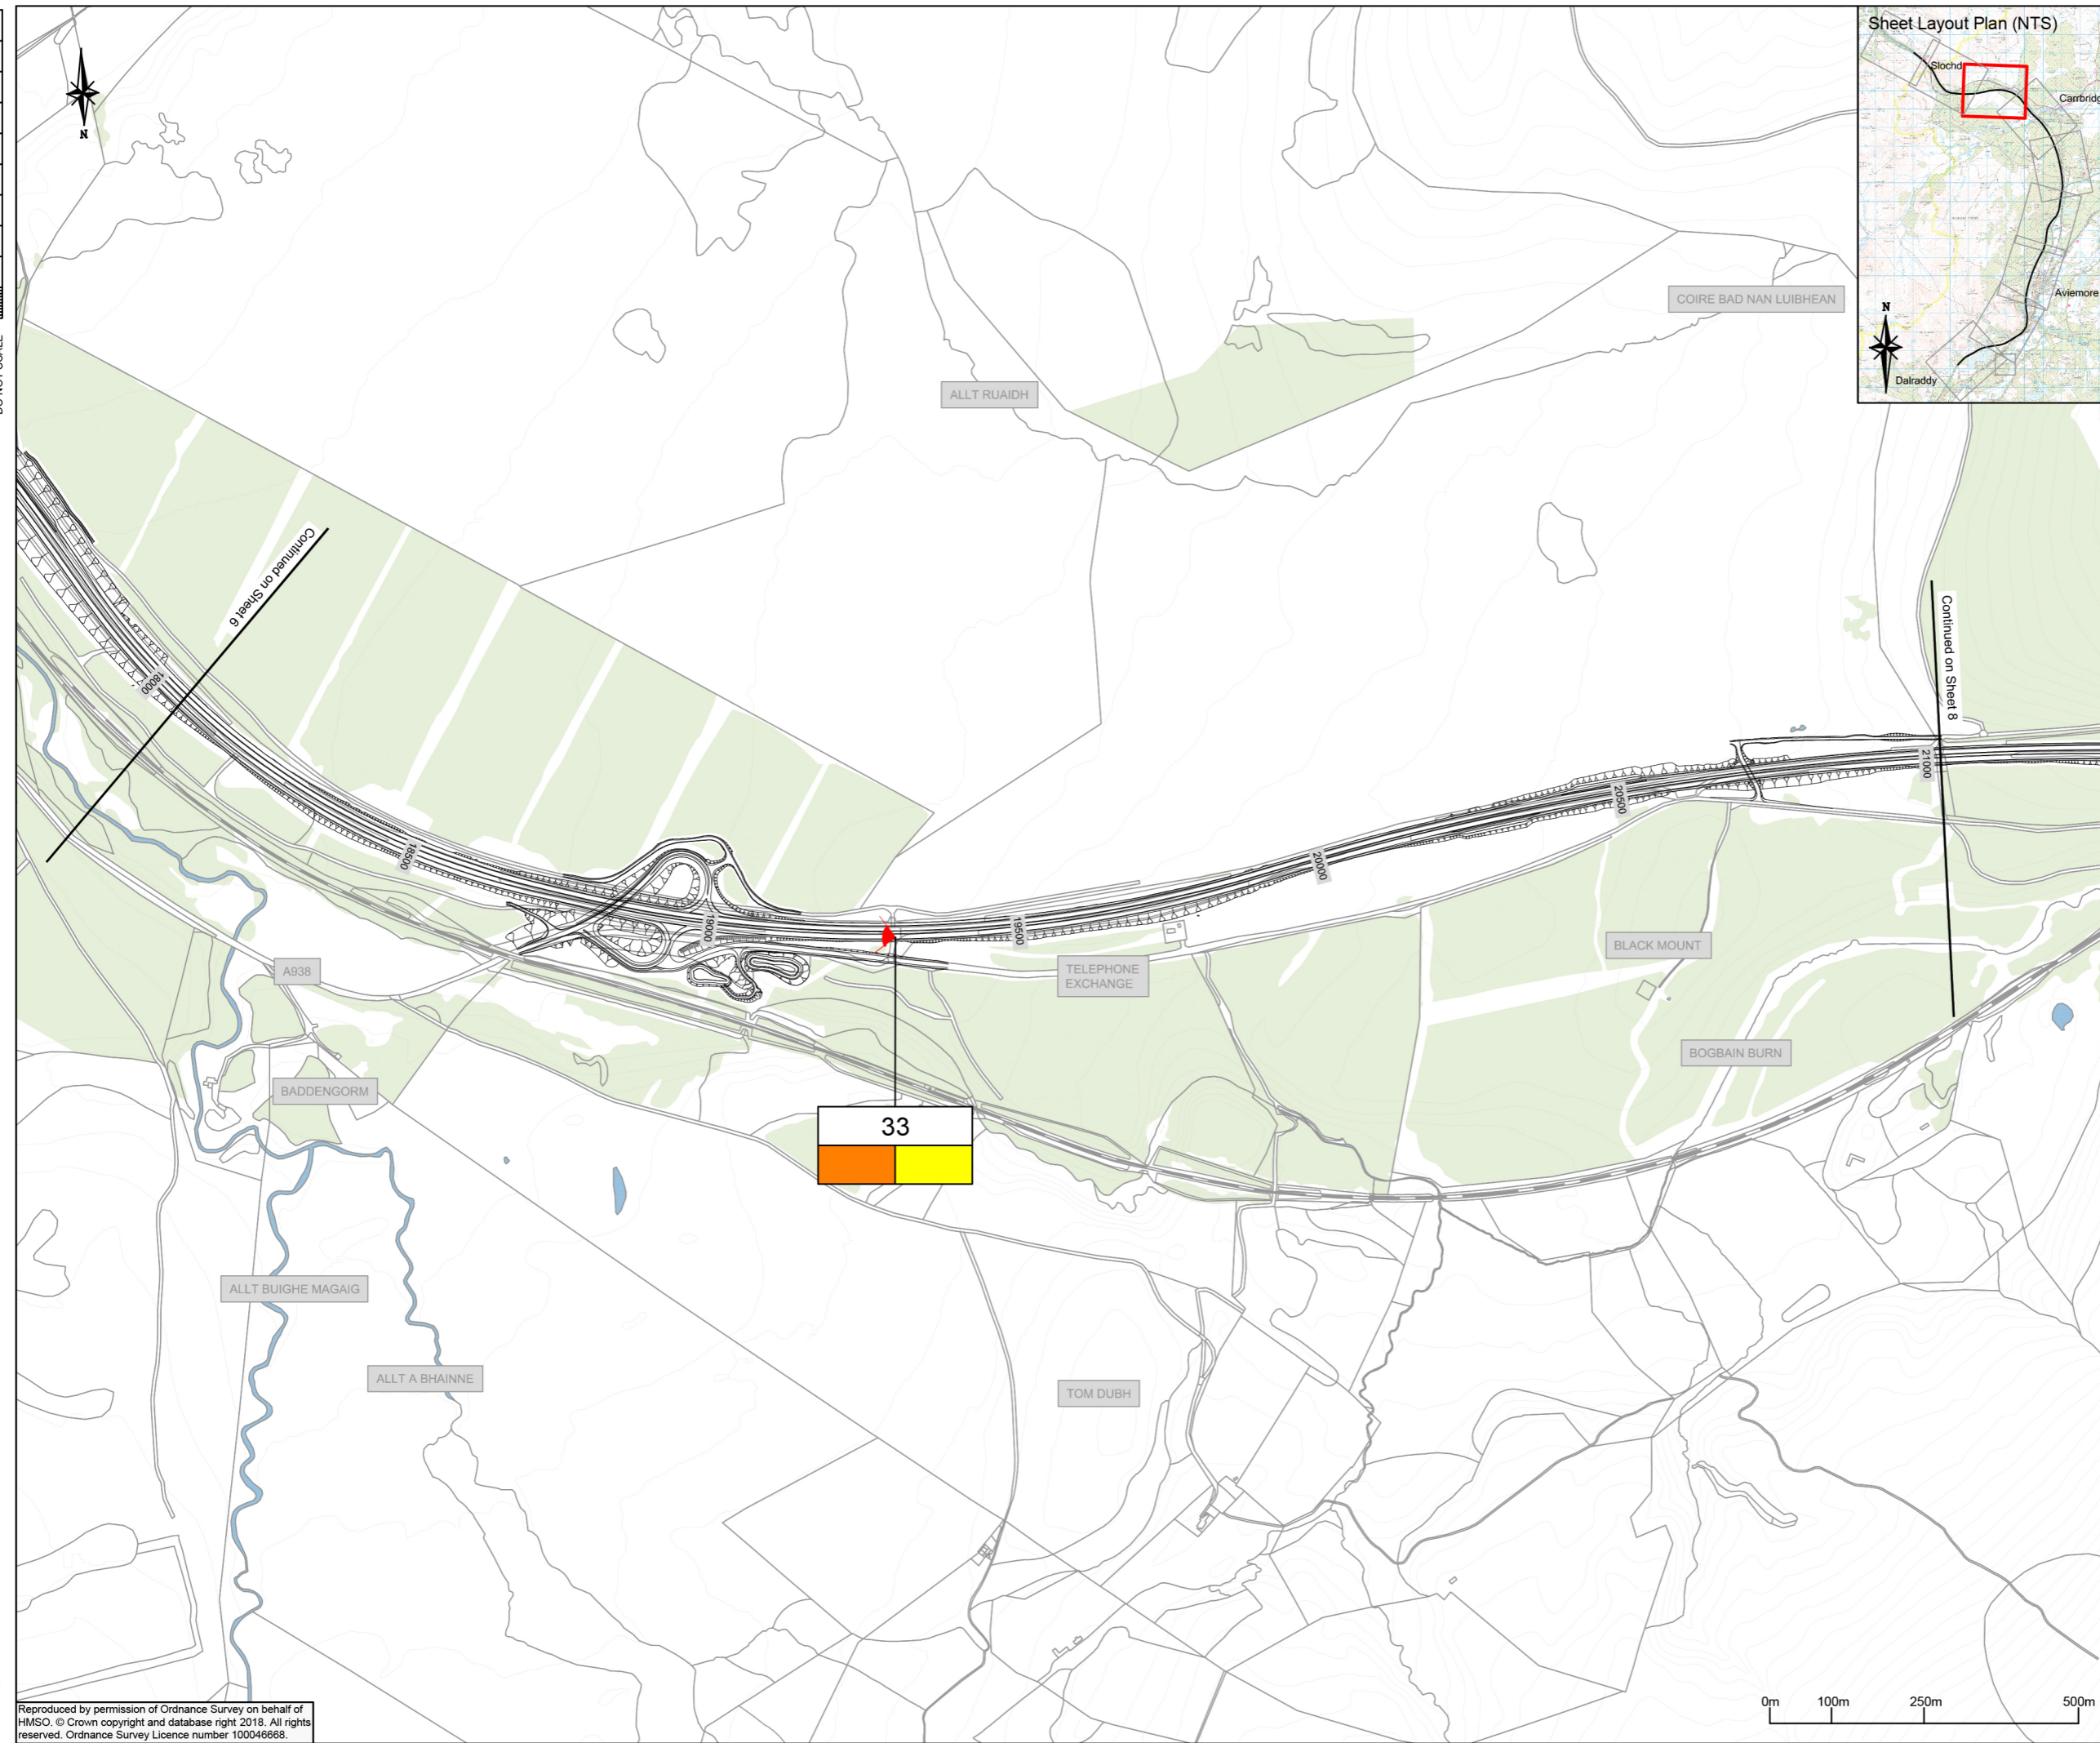 Sheet Layout Plan (NTS)
Slochd
Carrbridg
Aviemore
N
Dalraddy
N
DO NOT SCALE
COIRE BAD NAN LUIBHEAN
ALLT RUAIDH
Continued on Sheet 6
Continued on Sheet 8
18000
18500
19000
19500
20000
20500
21000
A938
TELEPHONE
EXCHANGE
BLACK MOUNT
BOGBAIN BURN
BADDENGORM
33
ALLT BUIGHE MAGAIG
ALLT A BHAINNE
TOM DUBH
Reproduced by permission of Ordnance Survey on behalf of
HMSO. © Crown copyright and database right 2018. All rights
reserved. Ordnance Survey Licence number 100046668.
0m 100m 250m 500m